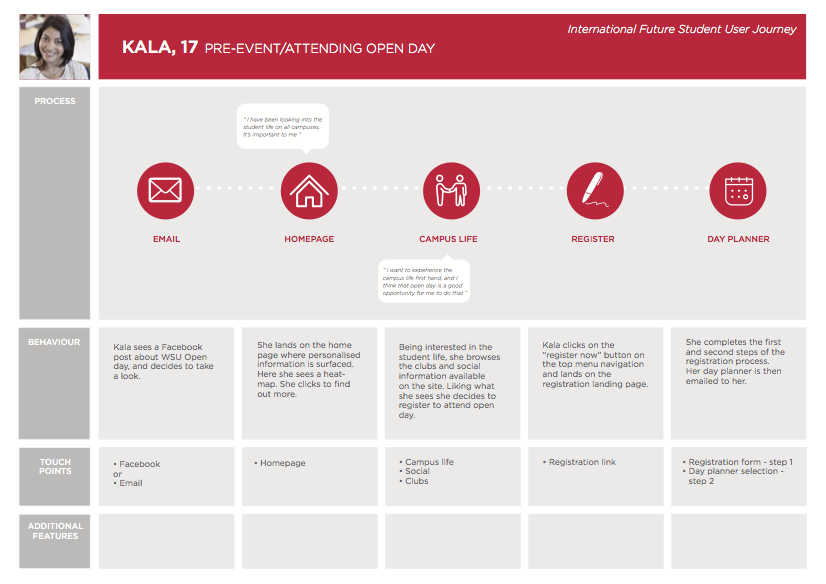 KALA, 17 PRE-EVENT/ATTENDING OPEN DAY
International Future Student User Journey
PROCESS
" I have been looking into the
student life on all campuses.
It's important to me "
EMAIL
HOMEPAGE
CAMPUS LIFE
REGISTER
DAY PLANNER
" I want to experience the
campus life first hand, and I
think that open day is a good
opportunity for me to do that "
BEHAVIOUR
Kala sees a Facebook
post about WSU Open
day, and decides to take
a look.
She lands on the home
page where personalised
information is surfaced.
Here she sees a heat-
map. She clicks to find
out more.
Being interested in the
student life, she browses
the clubs and social
information available
on the site. Liking what
she sees she decides to
register to attend open
day.
Kala clicks on the
"register now" button on
the top menu navigation
and lands on the
registration landing page.
She completes the first
and second steps of the
registration process.
Her day planner is then
emailed to her.
TOUCH
POINTS
• Facebook
or
• Email
• Homepage
• Campus life
• Social
• Clubs
• Registration link
• Registration form - step 1
• Day planner selection -
step 2
ADDITIONAL
FEATURES